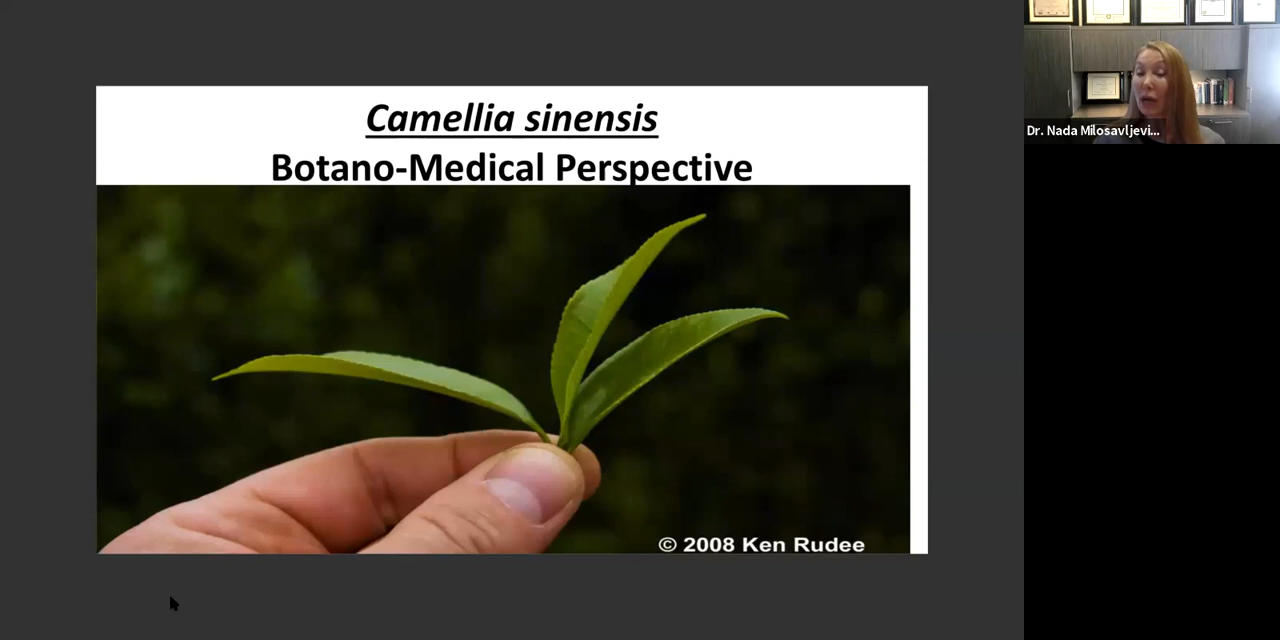 Camellia sinensis
Botano-Medical Perspective
© 2008 Ken Rudee
Dr. Nada Milosavljevi...